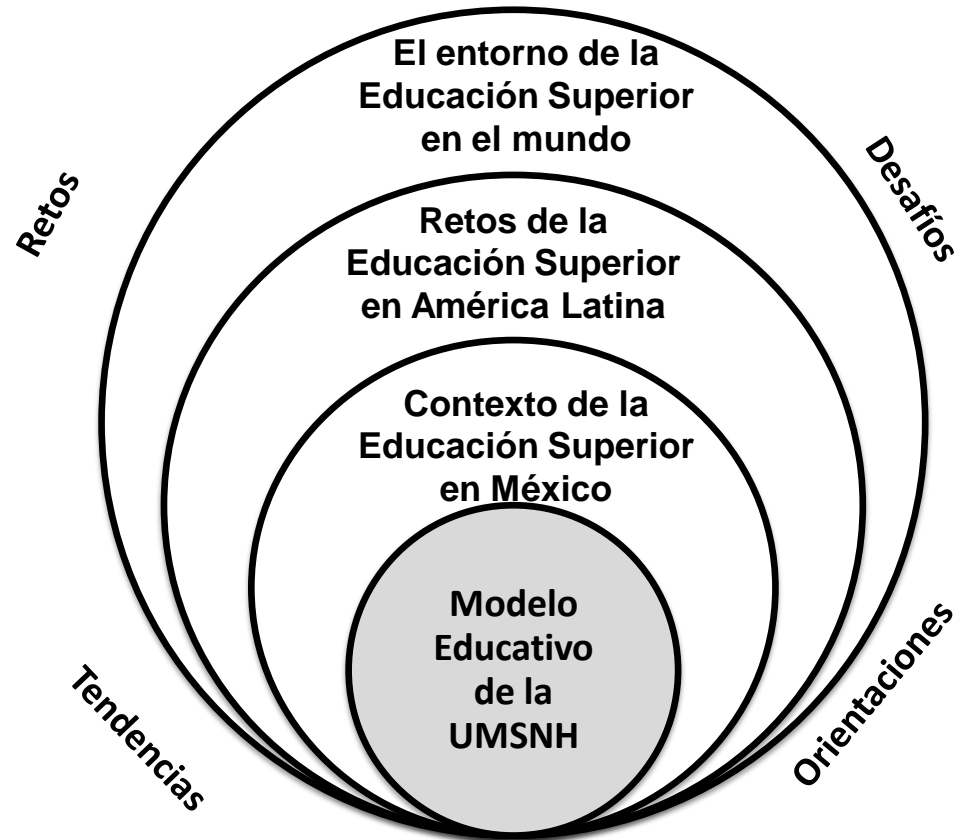 El entorno de la
Educación Superior
en el mundo
Retos
Desafíos
Retos de la
Educación Superior
en América Latina
Contexto de la
Educación Superior
en México
Modelo
Educativo
de la
UMSNH
Tendencias
Orientaciones